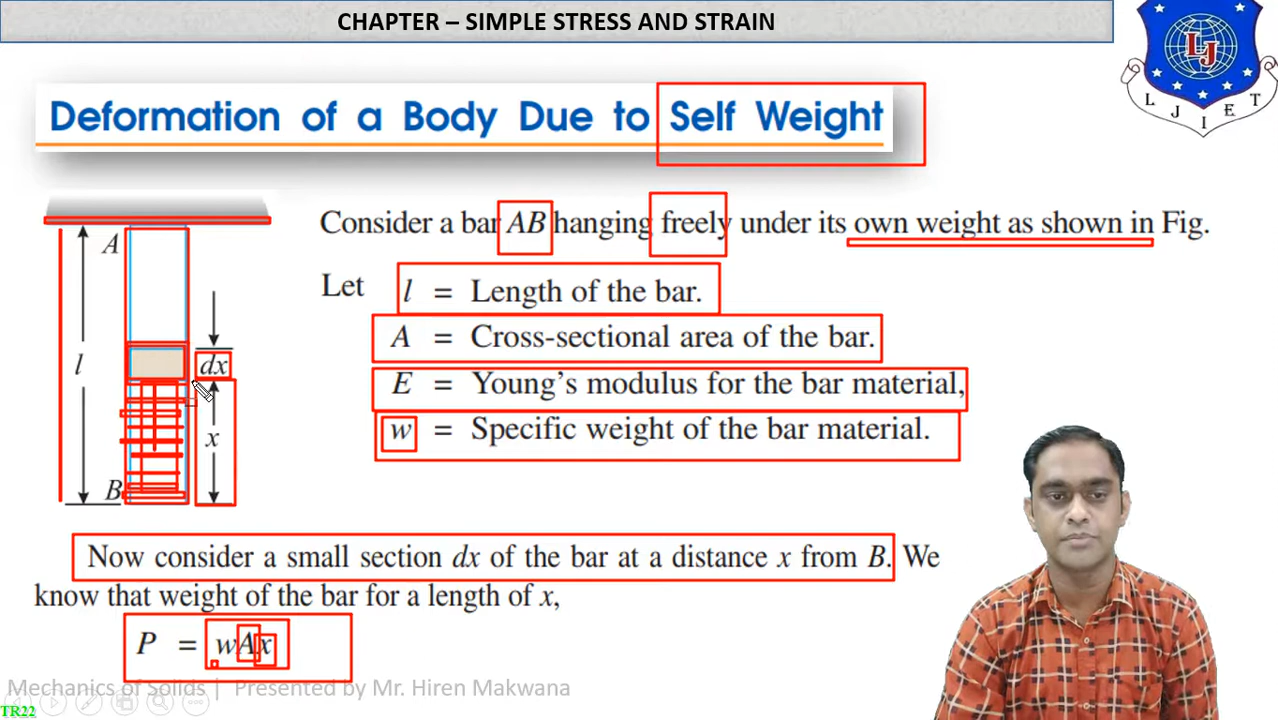 CHAPTER – SIMPLE STRESS AND STRAIN
LJ
L J I E T
Deformation of a Body Due to Self Weight
Consider a bar AB hanging freely under its own weight as shown in Fig.
Let l = Length of the bar.
A = Cross-sectional area of the bar.
E = Young's modulus for the bar material,
w = Specific weight of the bar material.
A
l
dx
x
B
Now consider a small section dx of the bar at a distance x from B. We
know that weight of the bar for a length of x,
P = wAx
Mechanics of Solids | Presented by Mr. Hiren Makwana
TR22